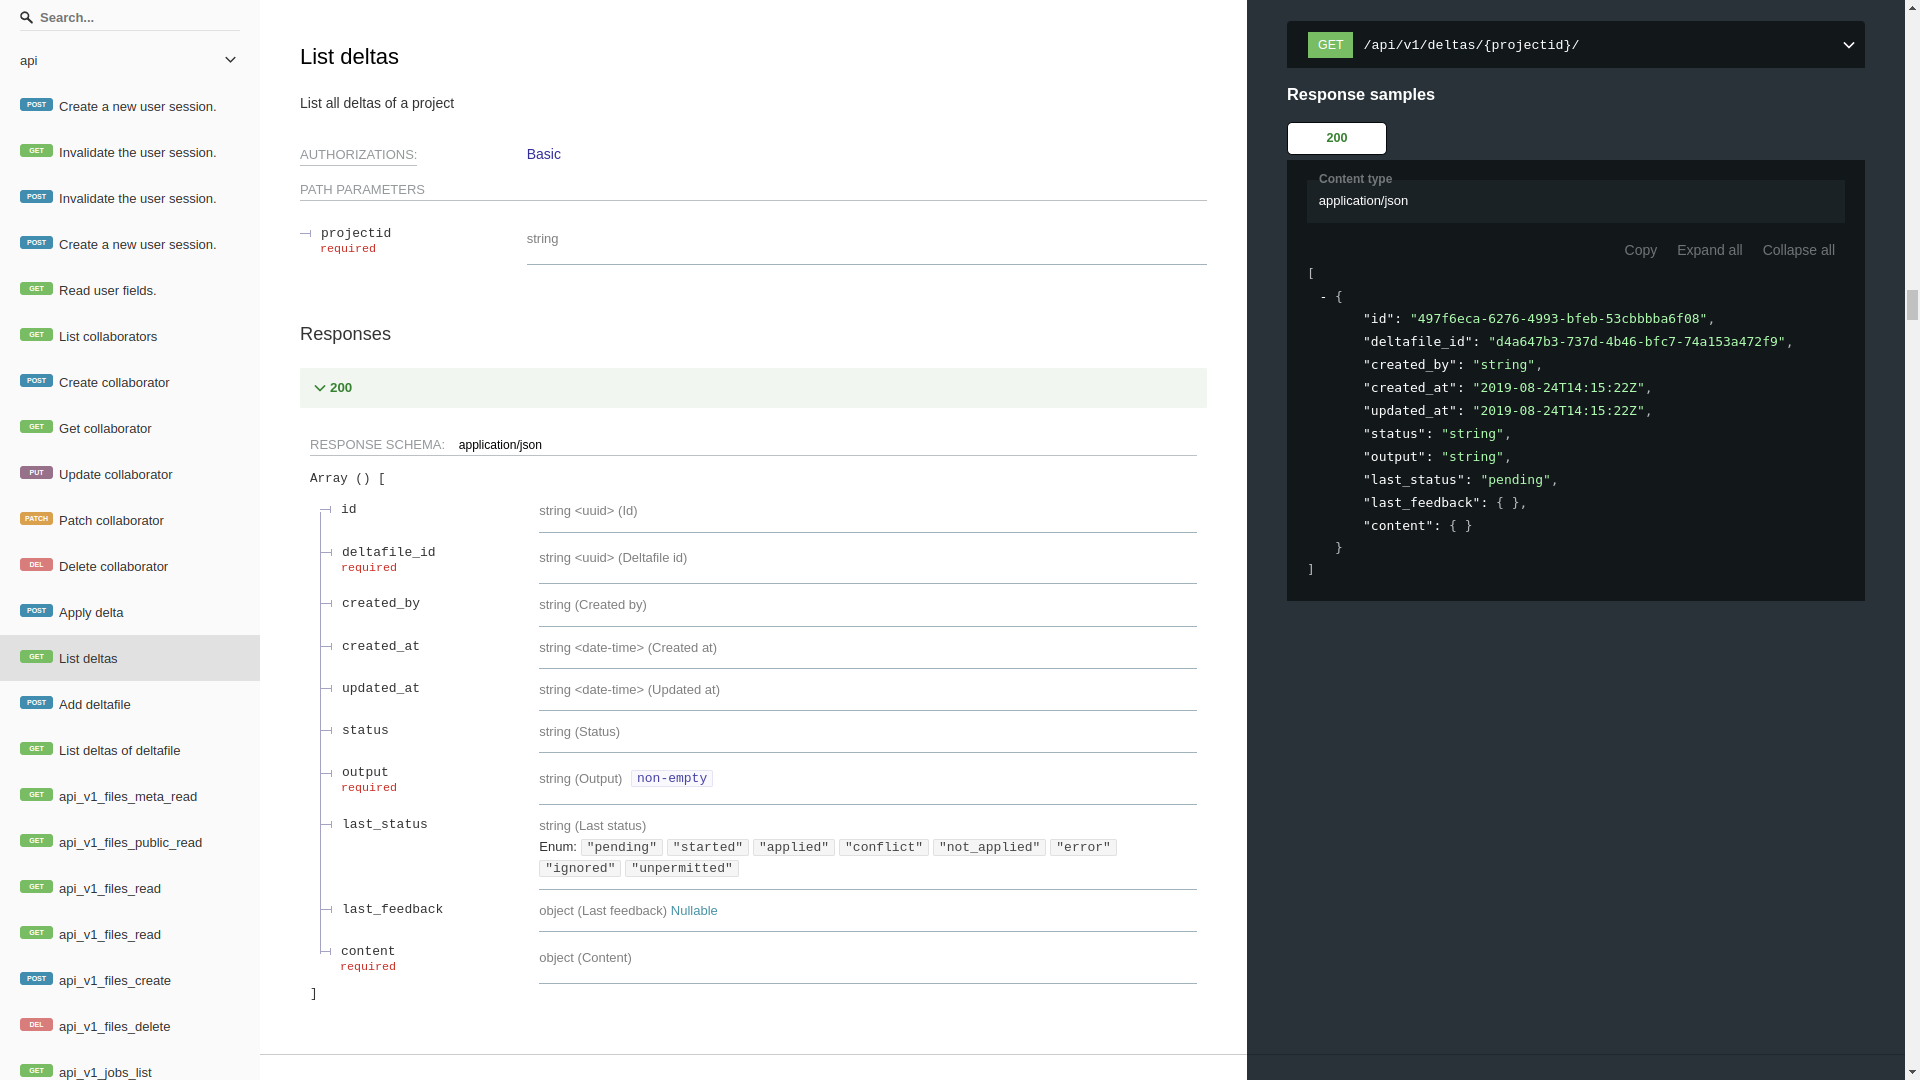 Search...
api
POST Create a new user session.
GET Invalidate the user session.
POST Invalidate the user session.
POST Create a new user session.
GET Read user fields.
GET List collaborators
POST Create collaborator
GET Get collaborator
PUT Update collaborator
PATCH Patch collaborator
DEL Delete collaborator
POST Apply delta
GET List deltas
POST Add deltafile
GET List deltas of deltafile
GET api_v1_files_meta_read
GET api_v1_files_public_read
GET api_v1_files_read
GET api_v1_files_read
POST api_v1_files_create
DEL api_v1_files_delete
GET api_v1_jobs_list
List deltas
List all deltas of a project
AUTHORIZATIONS: Basic
PATH PARAMETERS
projectid
required
string
Responses
200
RESPONSE SCHEMA: application/json
Array () [
id string <uuid> (Id)
deltafile_id
required
string <uuid> (Deltafile id)
created_by string (Created by)
created_at string <date-time> (Created at)
updated_at string <date-time> (Updated at)
status string (Status)
output
required
string (Output) non-empty
last_status string (Last status)
Enum: "pending" "started" "applied" "conflict" "not_applied" "error"
"ignored" "unpermitted"
last_feedback object (Last feedback) Nullable
content
required
object (Content)
]
GET /api/v1/deltas/{projectid}/
Response samples
200
Content type
application/json
Copy Expand all Collapse all
[
- {
"id": "497f6eca-6276-4993-bfeb-53cbbbba6f08",
"deltafile_id": "d4a647b3-737d-4b46-bfc7-74a153a472f9",
"created_by": "string",
"created_at": "2019-08-24T14:15:22Z",
"updated_at": "2019-08-24T14:15:22Z",
"status": "string",
"output": "string",
"last_status": "pending",
"last_feedback": { },
"content": { }
}
]